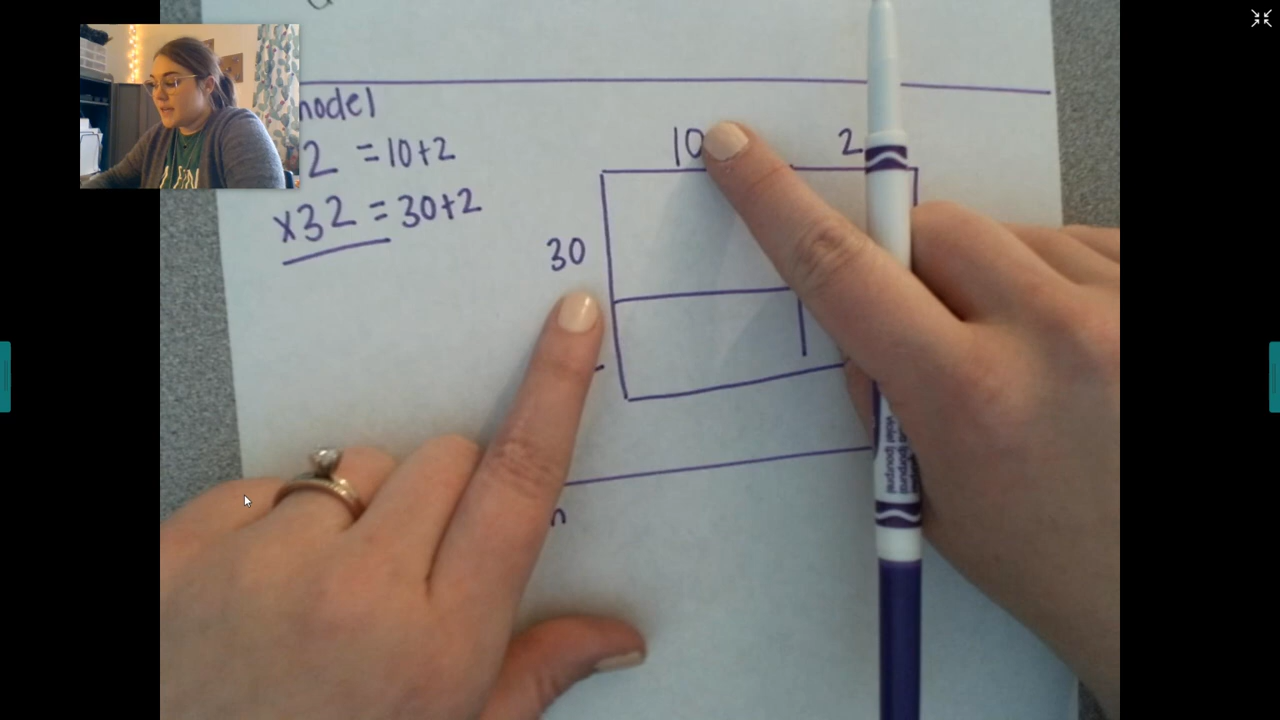 model
10 2
2 = 10+2
x32 = 30+2
30